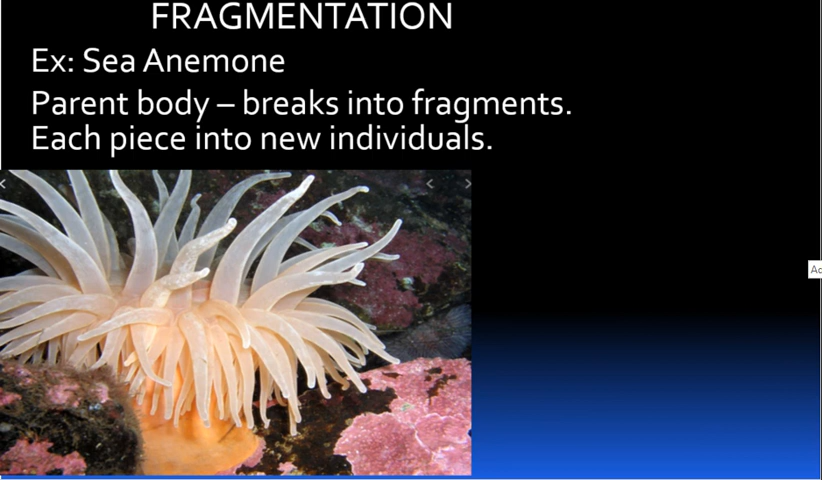 FRAGMENTATION
Ex: Sea Anemone
Parent body – breaks into fragments.
Each piece into new individuals.